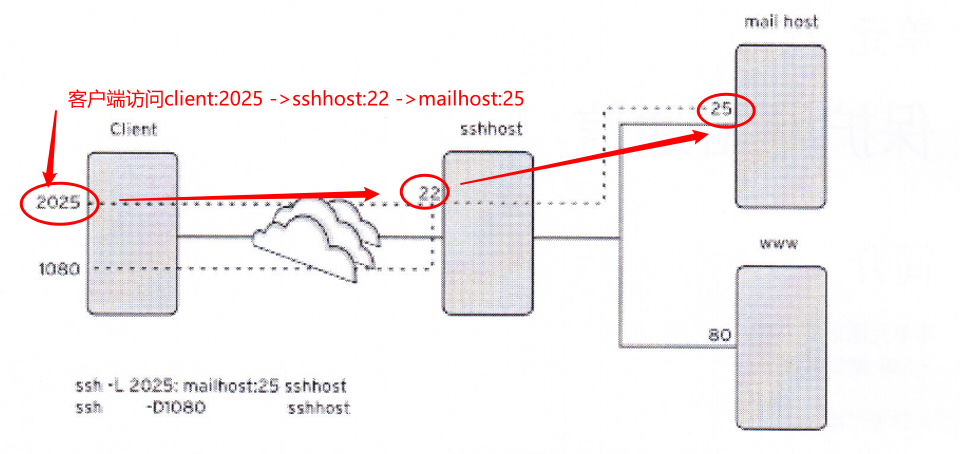 mail host
客户端访问client:2025 ->sshhost:22 ->mailhost:25
25
Client
sshhost
22
2025
www
1080
80
ssh -L 2025: mailhost:25 sshhost
ssh -D1080 sshhost